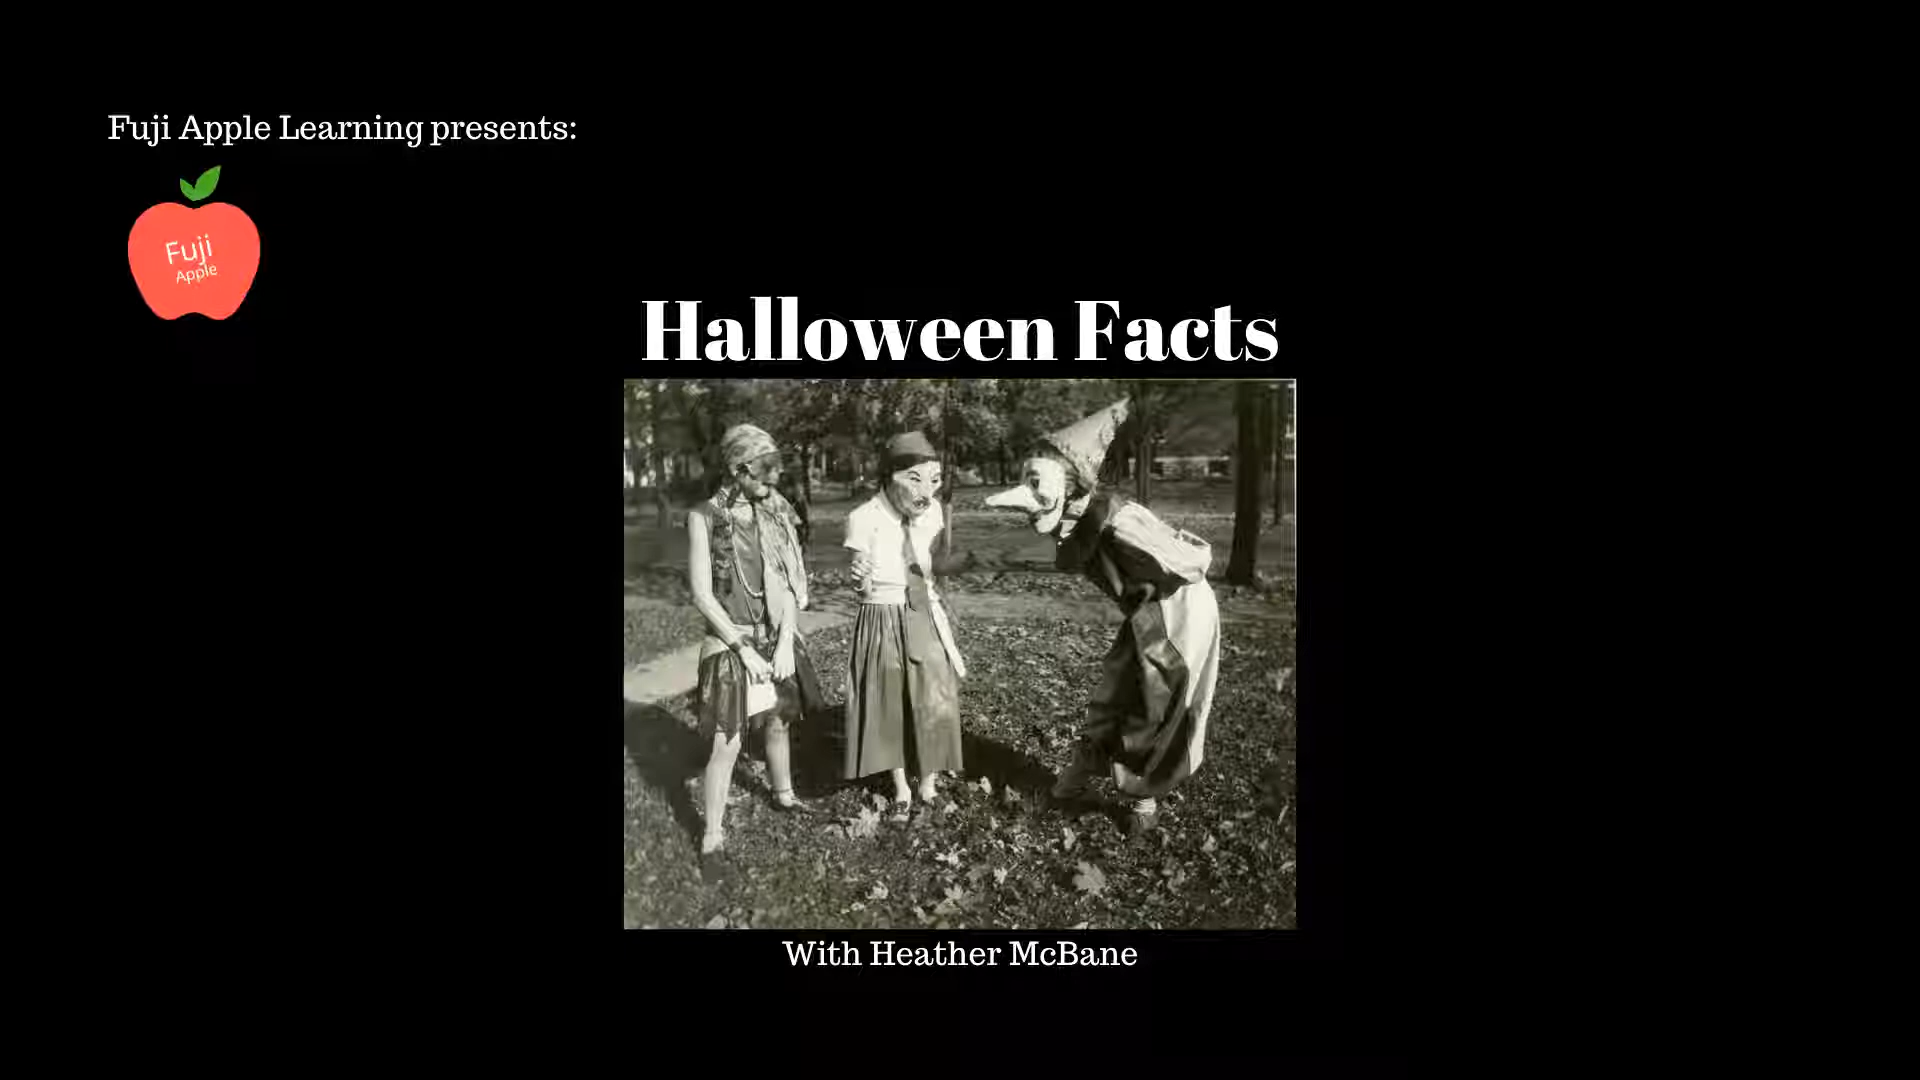 Fuji Apple Learning presents:
Fuji
Apple
Halloween Facts
With Heather McBane